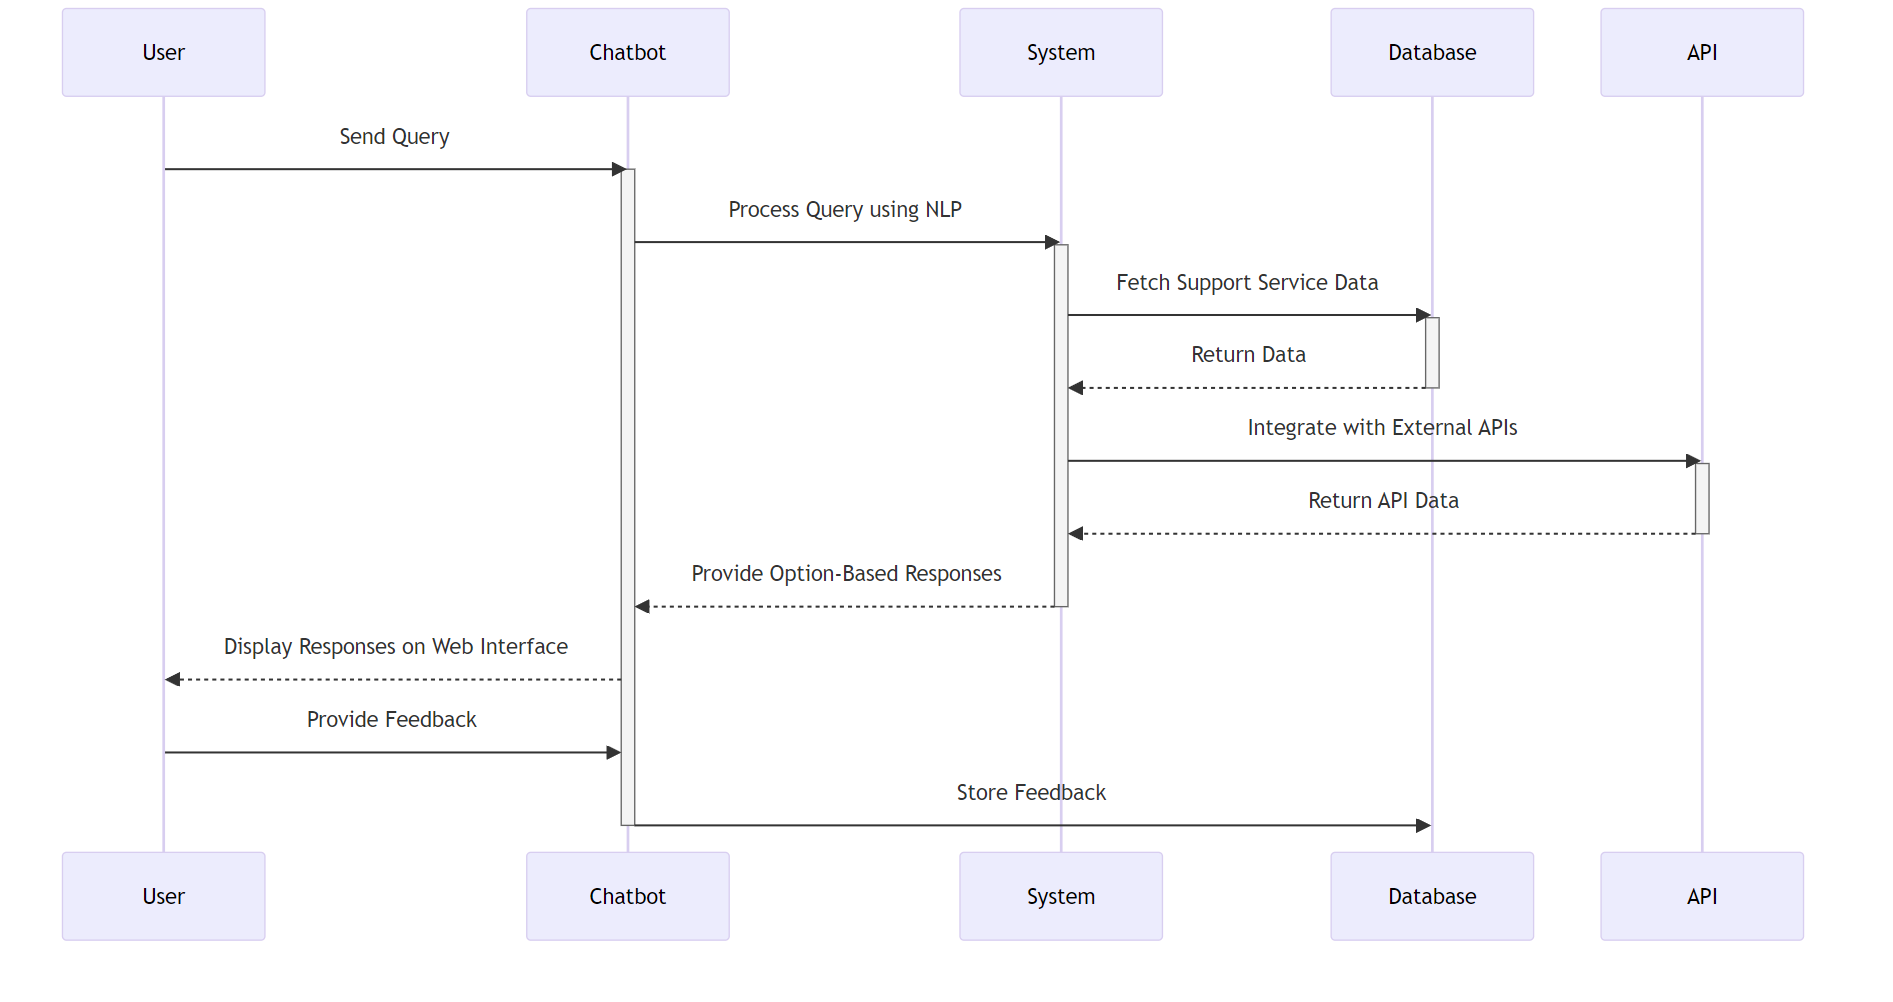 User
Chatbot
System
Database
API
Send Query
Process Query using NLP
Fetch Support Service Data
Return Data
Integrate with External APIs
Return API Data
Provide Option-Based Responses
Display Responses on Web Interface
Provide Feedback
Store Feedback
User
Chatbot
System
Database
API